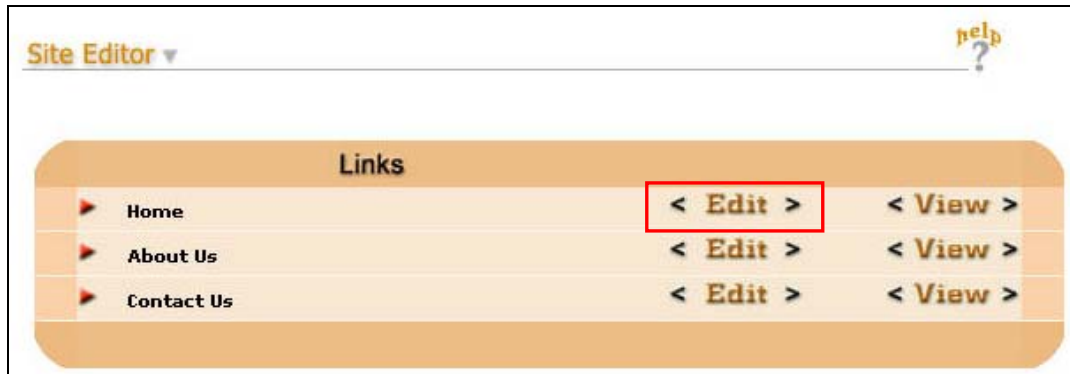 Site Editor
help
?
Links
Home < Edit > < View >
About Us < Edit > < View >
Contact Us < Edit > < View >